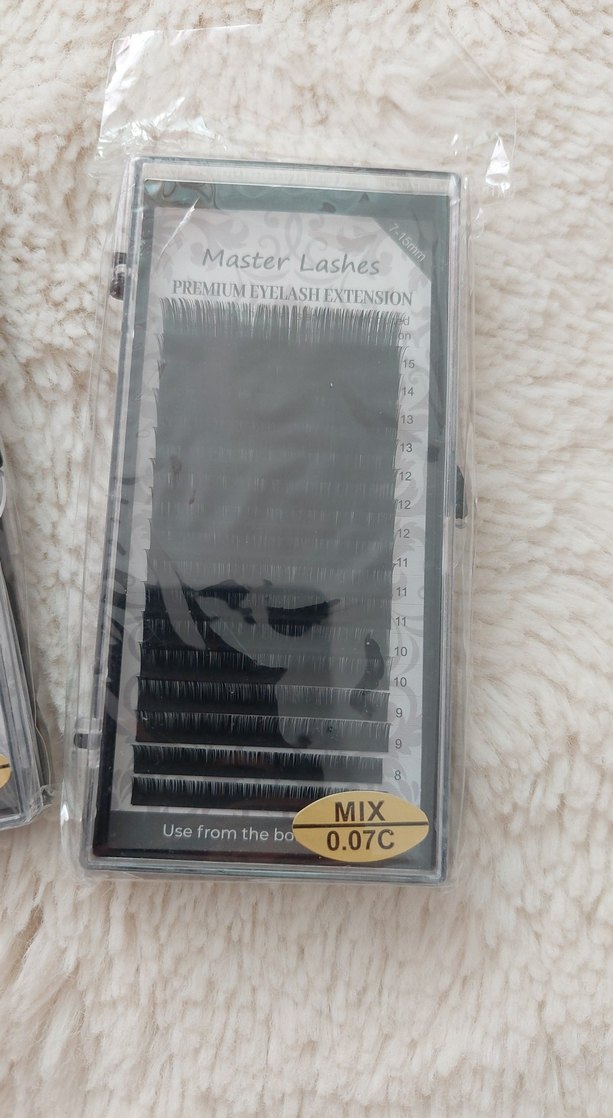 7-15mm
Master Lashes
PREMIUM EYELASH EXTENSION
15
14
13
13
12
12
12
11
11
11
10
10
9
9
8
Use from the
MIX
0.07C